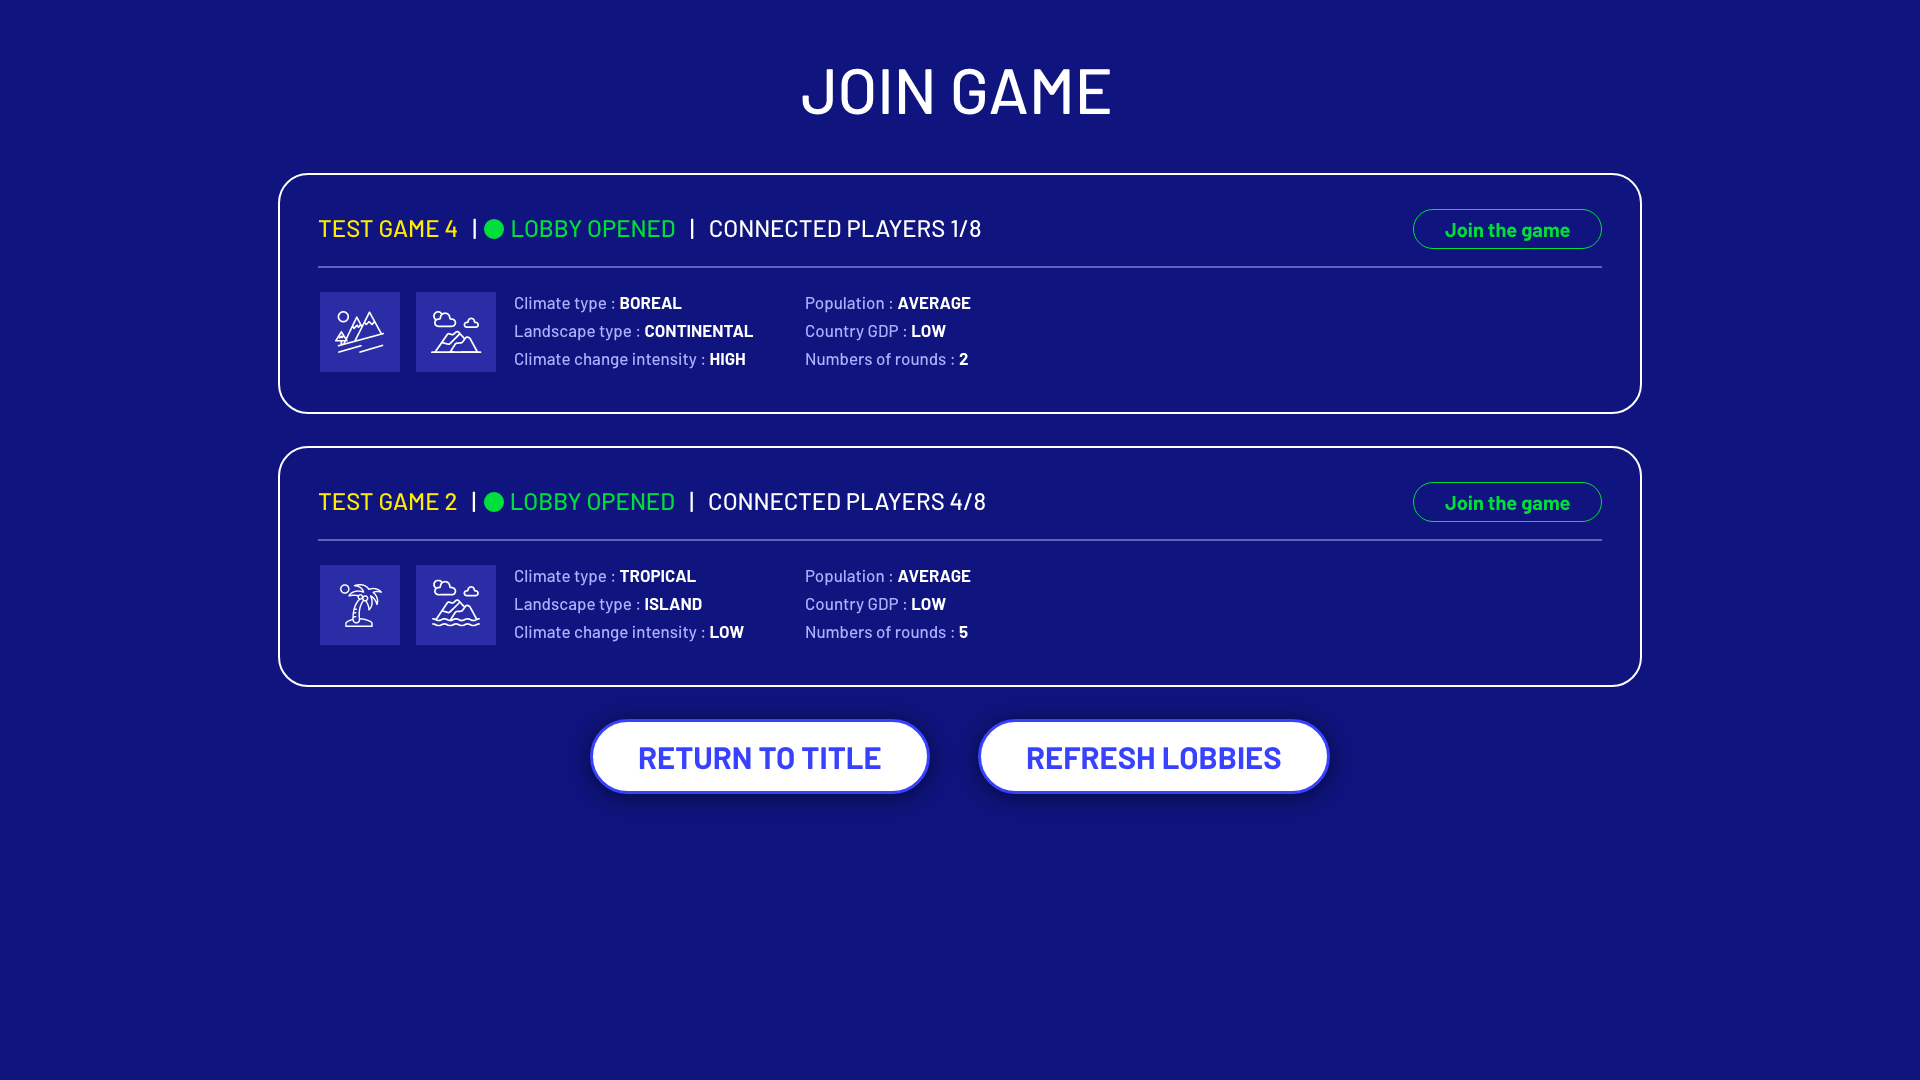 JOIN GAME
TEST GAME 4 | LOBBY OPENED | CONNECTED PLAYERS 1/8
Join the game
Climate type : BOREAL
Landscape type : CONTINENTAL
Climate change intensity : HIGH
Population : AVERAGE
Country GDP : LOW
Numbers of rounds : 2
TEST GAME 2 | LOBBY OPENED | CONNECTED PLAYERS 4/8
Join the game
Climate type : TROPICAL
Landscape type : ISLAND
Climate change intensity : LOW
Population : AVERAGE
Country GDP : LOW
Numbers of rounds : 5
RETURN TO TITLE
REFRESH LOBBIES